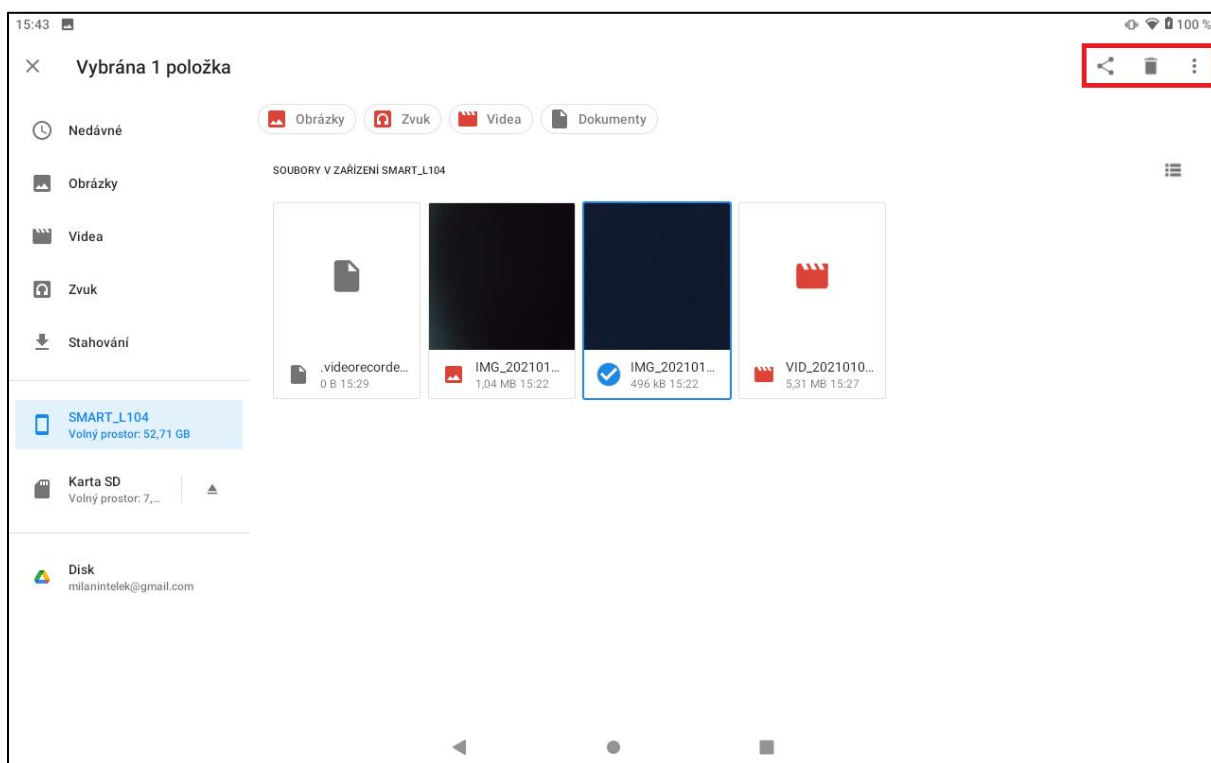 15:43
100 %
Vybrána 1 položka
Nedávné
Obrázky
Videa
Zvuk
Stahování
SMART_L104
Volný prostor: 52,71 GB
Karta SD
Volný prostor: 7,...
Disk
milanintelek@gmail.com
Obrázky Zvuk Videa Dokumenty
SOUBORY V ZAŘÍZENÍ SMART_L104
.videorecorde...
0 B 15:29
IMG_202101...
1,04 MB 15:22
IMG_202101...
496 kB 15:22
VID_2021010...
5,31 MB 15:27